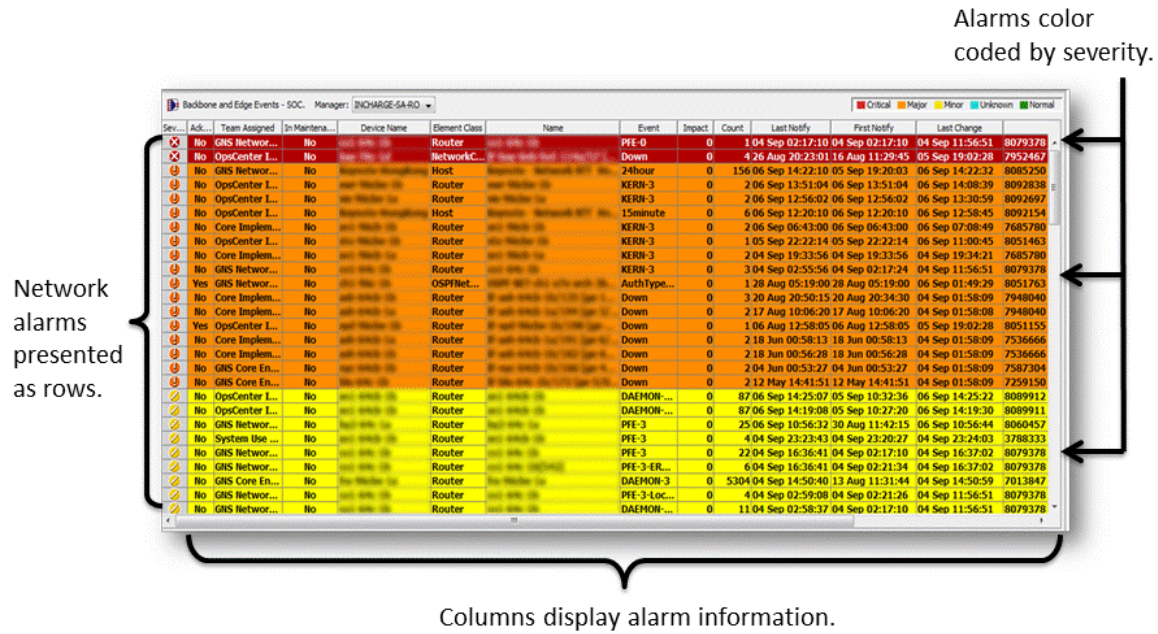 Alarms color
coded by severity.
Backbone and Edge Events - SOC. Manager: INCHARGE-SA-RO Critical Major Minor Unknown Normal
Sev... Ack... Team Assigned In Maintena... Device Name Element Class Name Event Impact Count Last Notify First Notify Last Change
No GNS Networ... No Router PFE-0 0 1 04 Sep 02:17:10 04 Sep 02:17:10 04 Sep 11:56:51 8079378
No OpsCenter I... No NetworkC... Down 0 4 26 Aug 20:23:01 16 Aug 11:29:45 05 Sep 19:02:28 7952467
No GNS Networ... No Host 24hour 0 156 06 Sep 14:22:10 05 Sep 19:20:03 06 Sep 14:22:32 8085250
No OpsCenter I... No Router KERN-3 0 2 06 Sep 13:51:04 06 Sep 13:51:04 06 Sep 14:08:39 8092838
No OpsCenter I... No Router KERN-3 0 2 06 Sep 12:56:02 06 Sep 12:56:02 06 Sep 13:30:59 8092697
No OpsCenter I... No Host 15minute 0 6 06 Sep 12:20:10 06 Sep 12:20:10 06 Sep 12:58:45 8092154
No Core Implem... No Router KERN-3 0 2 06 Sep 06:43:00 06 Sep 06:43:00 06 Sep 07:08:49 7685780
No OpsCenter I... No Router KERN-3 0 1 05 Sep 22:22:14 05 Sep 22:22:14 06 Sep 11:00:45 8051463
No Core Implem... No Router KERN-3 0 2 04 Sep 19:33:56 04 Sep 19:33:56 04 Sep 19:34:21 7685780
No GNS Networ... No Router KERN-3 0 3 04 Sep 02:55:56 04 Sep 02:17:24 04 Sep 11:56:51 8079378
Yes GNS Networ... No OSPFNet... AuthType... 0 1 28 Aug 05:19:00 28 Aug 05:19:00 06 Sep 01:49:29 8051763
No Core Implem... No Router Down 0 3 20 Aug 20:50:15 20 Aug 20:34:30 04 Sep 01:58:09 7948040
No Core Implem... No Router Down 0 2 17 Aug 10:06:20 17 Aug 10:06:20 04 Sep 01:58:08 7948040
Yes OpsCenter I... No Router Down 0 1 06 Aug 12:58:05 06 Aug 12:58:05 05 Sep 19:02:28 8051155
No Core Implem... No Router Down 0 2 18 Jun 00:58:13 18 Jun 00:58:13 04 Sep 01:58:09 7536666
No Core Implem... No Router Down 0 2 18 Jun 00:56:28 18 Jun 00:56:28 04 Sep 01:58:09 7536666
No GNS Core En... No Router Down 0 2 04 Jun 00:53:27 04 Jun 00:53:27 04 Sep 01:58:09 7587304
No GNS Core En... No Router Down 0 2 12 May 14:41:51 12 May 14:41:51 04 Sep 01:58:09 7259150
No OpsCenter I... No Router DAEMON-... 0 87 06 Sep 14:25:07 05 Sep 10:32:36 06 Sep 14:25:22 8089912
No OpsCenter I... No Router DAEMON-... 0 87 06 Sep 14:19:08 05 Sep 10:27:20 06 Sep 14:19:30 8089911
No GNS Networ... No Router PFE-3 0 25 06 Sep 10:56:32 30 Aug 11:42:15 06 Sep 10:56:44 8060457
No System Use ... No Router PFE-3 0 4 04 Sep 23:23:43 04 Sep 23:20:27 04 Sep 23:24:03 3788333
No GNS Networ... No Router PFE-3 0 22 04 Sep 16:36:41 04 Sep 02:17:10 04 Sep 16:37:02 8079378
No GNS Networ... No Router PFE-3-ER... 0 6 04 Sep 16:36:41 04 Sep 02:21:34 04 Sep 16:37:02 8079378
No GNS Core En... No Router DAEMON-3 0 5304 04 Sep 14:50:40 13 Aug 11:31:44 04 Sep 14:50:59 7013847
No GNS Networ... No Router PFE-3-Loc... 0 4 04 Sep 02:59:08 04 Sep 02:21:26 04 Sep 11:56:51 8079378
No GNS Networ... No Router DAEMON-... 0 11 04 Sep 02:58:37 04 Sep 02:17:10 04 Sep 11:56:51 8079378
Network
alarms
presented
as rows.
Columns display alarm information.